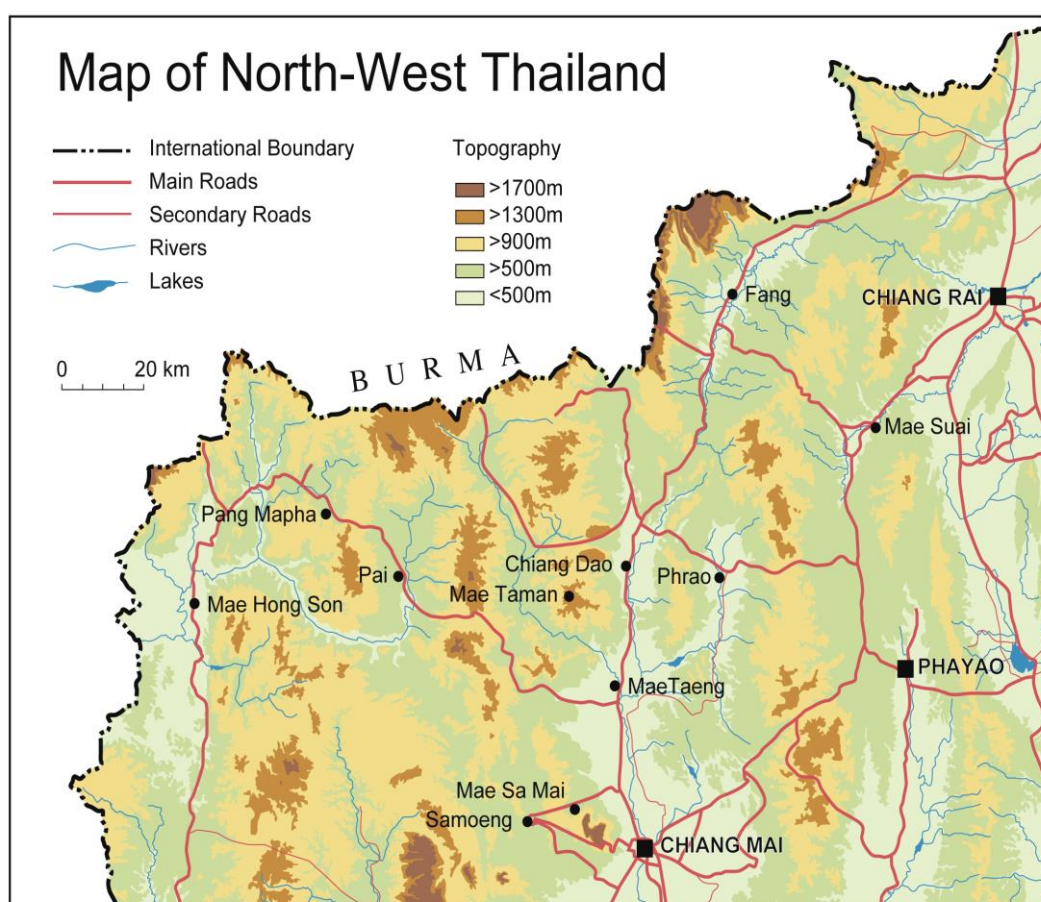 Map of North-West Thailand
International Boundary
Main Roads
Secondary Roads
Rivers
Lakes
Topography
>1700m
>1300m
>900m
>500m
<500m
0 20 km
BURMA
Fang
CHIANG RAI
Mae Suai
Pang Mapha
Chiang Dao
Pai
Phrao
Mae Taman
Mae Hong Son
PHAYAO
MaeTaeng
Mae Sa Mai
Samoeng
CHIANG MAI